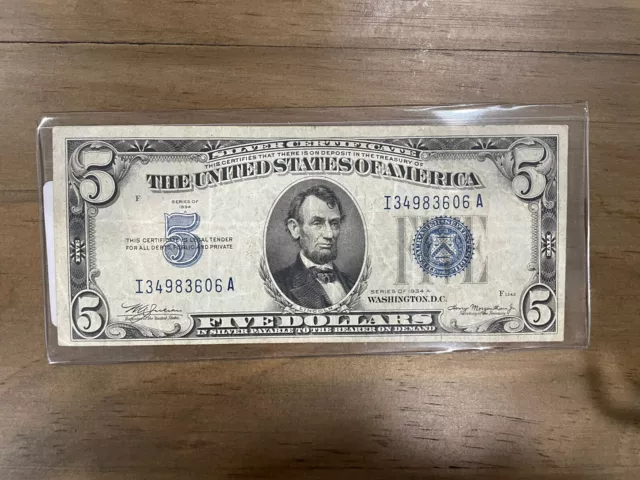 SILVER CERTIFICATE
THIS CERTIFIES THAT THERE IS ON DEPOSIT IN THE TREASURY OF
THE UNITED STATES OF AMERICA
5
5
F
SERIES OF
1934
I34983606 A
5
FIVE
THIS CERTIFICATE IS LEGAL TENDER
FOR ALL DEBTS, PUBLIC AND PRIVATE
I34983606 A
SERIES OF 1934 A
WASHINGTON, D.C.
F
LINCOLN
5
5
FIVE DOLLARS
IN SILVER PAYABLE TO THE BEARER ON DEMAND